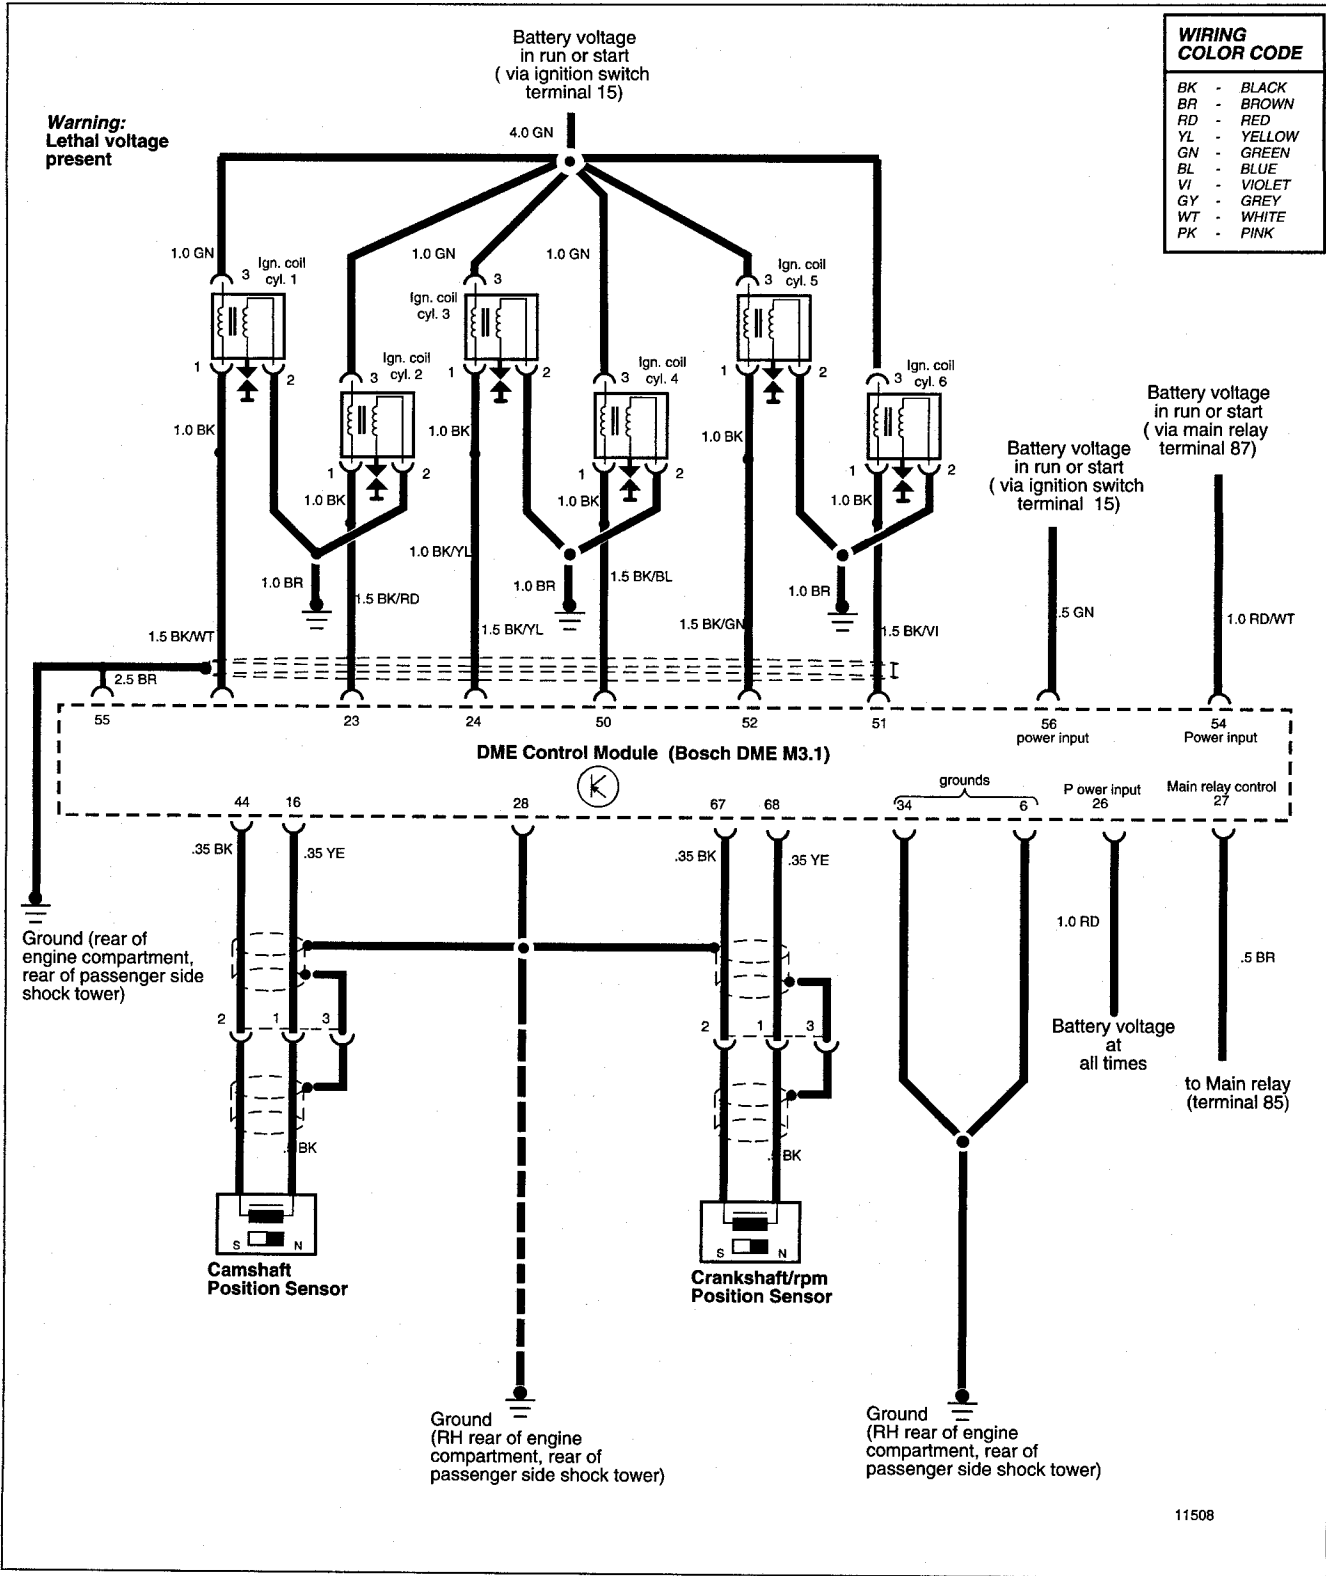 Battery voltage
in run or start
( via ignition switch
terminal 15)
WIRING
COLOR CODE
BK - BLACK
BR - BROWN
RD - RED
YL - YELLOW
GN - GREEN
BL - BLUE
VI - VIOLET
GY - GREY
WT - WHITE
PK - PINK
Warning:
Lethal voltage
present
4.0 GN
1.0 GN
1.0 GN
1.0 GN
3
Ign. coil
cyl. 1
3
Ign. coil
cyl. 3
3
Ign. coil
cyl. 5
1
2
1
2
1
2
3
Ign. coil
cyl. 2
3
Ign. coil
cyl. 4
3
Ign. coil
cyl. 6
1.0 BK
1.0 BK
1.0 BK
1
2
1
2
1
2
1.0 BK
1.0 BK
1.0 BK
Battery voltage
in run or start
( via ignition switch
terminal 15)
Battery voltage
in run or start
( via main relay
terminal 87)
1.0 BK/YL
1.0 BR
1.5 BK/RD
1.0 BR
1.5 BK/BL
1.0 BR
.5 GN
1.0 RD/WT
1.5 BK/WT
1.5 BK/YL
1.5 BK/GN
1.5 BK/VI
2.5 BR
55
23
24
50
52
51
56
power input
54
Power input
DME Control Module (Bosch DME M3.1)
44
16
28
67
68
34
grounds
6
P ower input
26
Main relay control
27
.35 BK
.35 YE
.35 BK
.35 YE
1.0 RD
.5 BR
Ground (rear of
engine compartment,
rear of passenger side
shock tower)
2
1
3
2
1
3
Battery voltage
at
all times
to Main relay
(terminal 85)
BK
BK
S
N
S
N
Camshaft
Position Sensor
Crankshaft/rpm
Position Sensor
Ground
(RH rear of engine
compartment, rear of
passenger side shock tower)
Ground
(RH rear of engine
compartment, rear of
passenger side shock tower)
11508